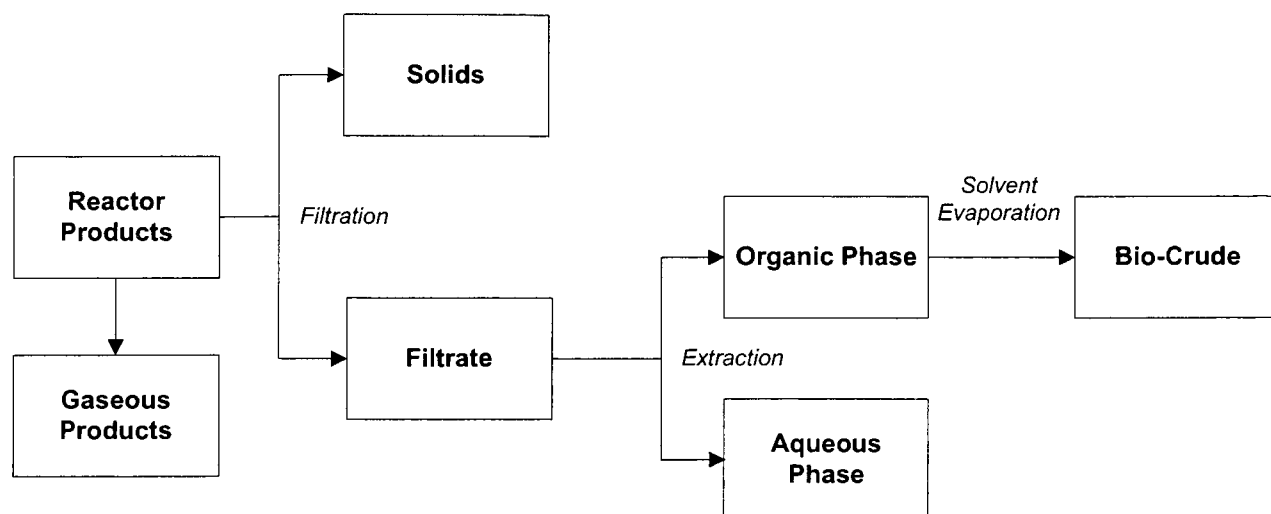 Solids
Reactor
Products
Filtration
Solvent
Evaporation
Organic Phase
Bio-Crude
Filtrate
Extraction
Gaseous
Products
Aqueous
Phase